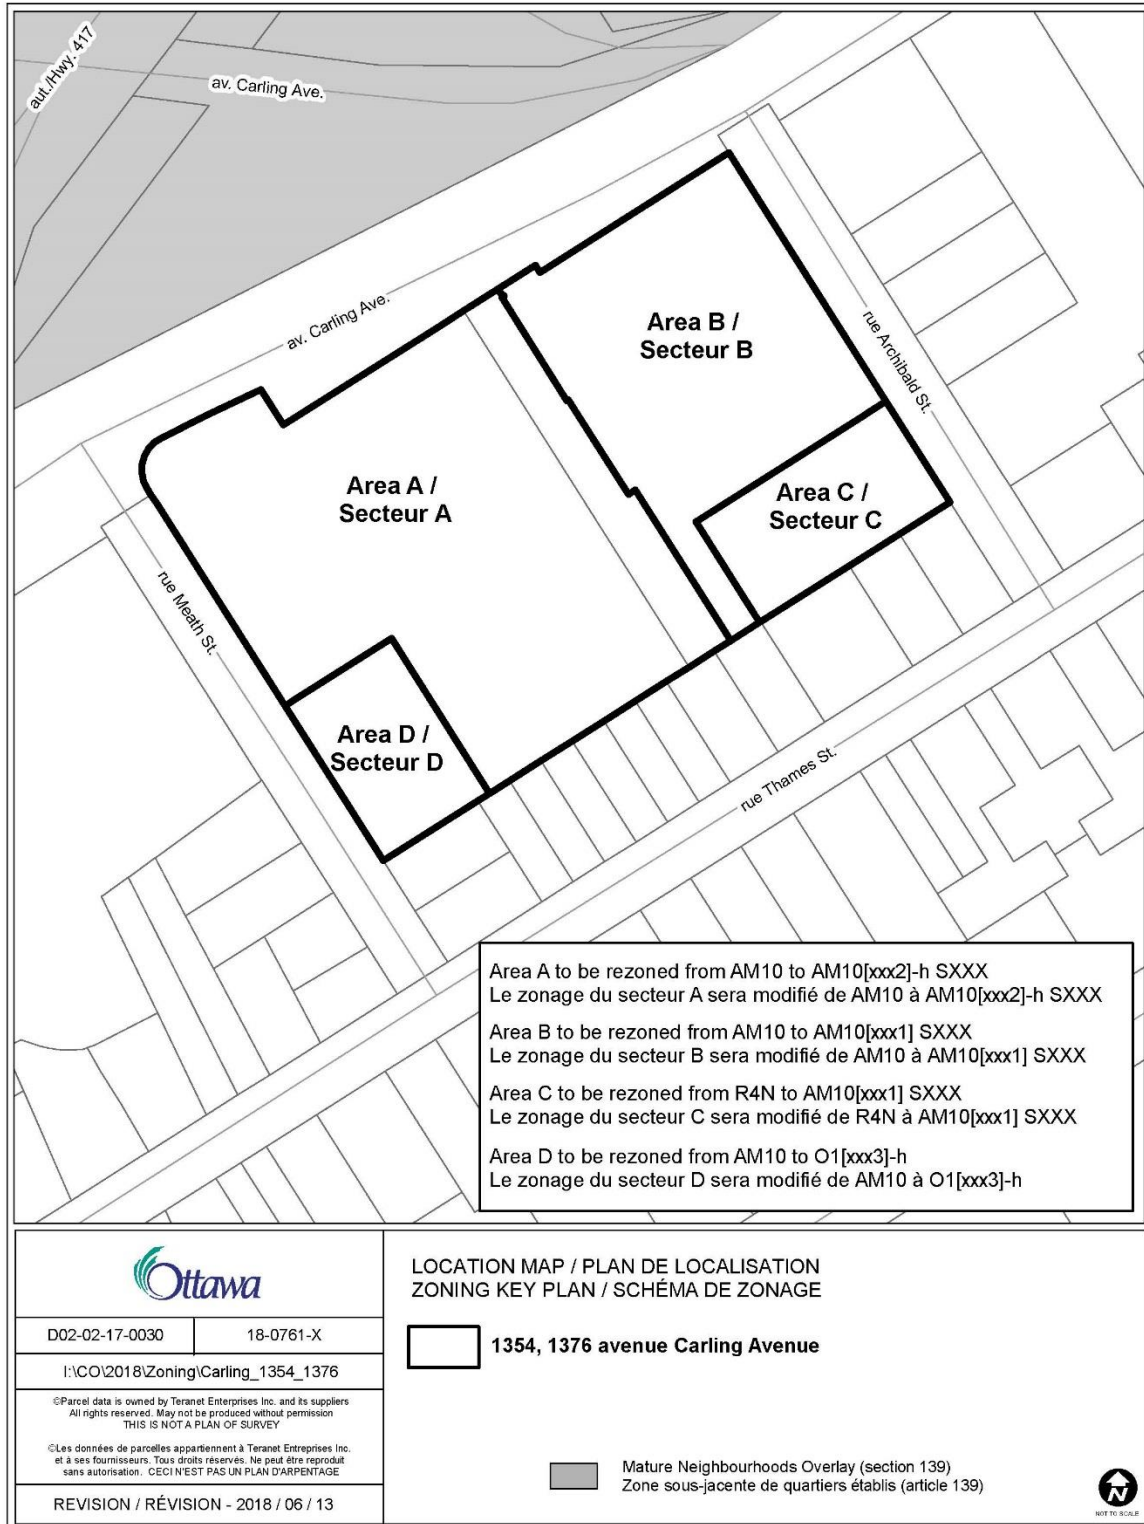 aut./Hwy. 417
av. Carling Ave.
av. Carling Ave.
Area B /
Secteur B
rue Archibald St.
Area A /
Secteur A
Area C /
Secteur C
rue Meath St.
Area D /
Secteur D
rue Thames St.
Area A to be rezoned from AM10 to AM10[xxx2]-h SXXX
Le zonage du secteur A sera modifié de AM10 à AM10[xxx2]-h SXXX
Area B to be rezoned from AM10 to AM10[xxx1] SXXX
Le zonage du secteur B sera modifié de AM10 à AM10[xxx1] SXXX
Area C to be rezoned from R4N to AM10[xxx1] SXXX
Le zonage du secteur C sera modifié de R4N à AM10[xxx1] SXXX
Area D to be rezoned from AM10 to O1[xxx3]-h
Le zonage du secteur D sera modifié de AM10 à O1[xxx3]-h
Ottawa
D02-02-17-0030
18-0761-X
I:\CO\2018\Zoning\Carling_1354_1376
©Parcel data is owned by Teranet Enterprises Inc. and its suppliers
All rights reserved. May not be produced without permission
THIS IS NOT A PLAN OF SURVEY
©Les données de parcelles appartiennent à Teranet Entreprises Inc.
et à ses fournisseurs. Tous droits réservés. Ne peut être reproduit
sans autorisation. CECI N'EST PAS UN PLAN D'ARPENTAGE
REVISION / RÉVISION - 2018 / 06 / 13
LOCATION MAP / PLAN DE LOCALISATION
ZONING KEY PLAN / SCHÉMA DE ZONAGE
1354, 1376 avenue Carling Avenue
Mature Neighbourhoods Overlay (section 139)
Zone sous-jacente de quartiers établis (article 139)
N
NOT TO SCALE